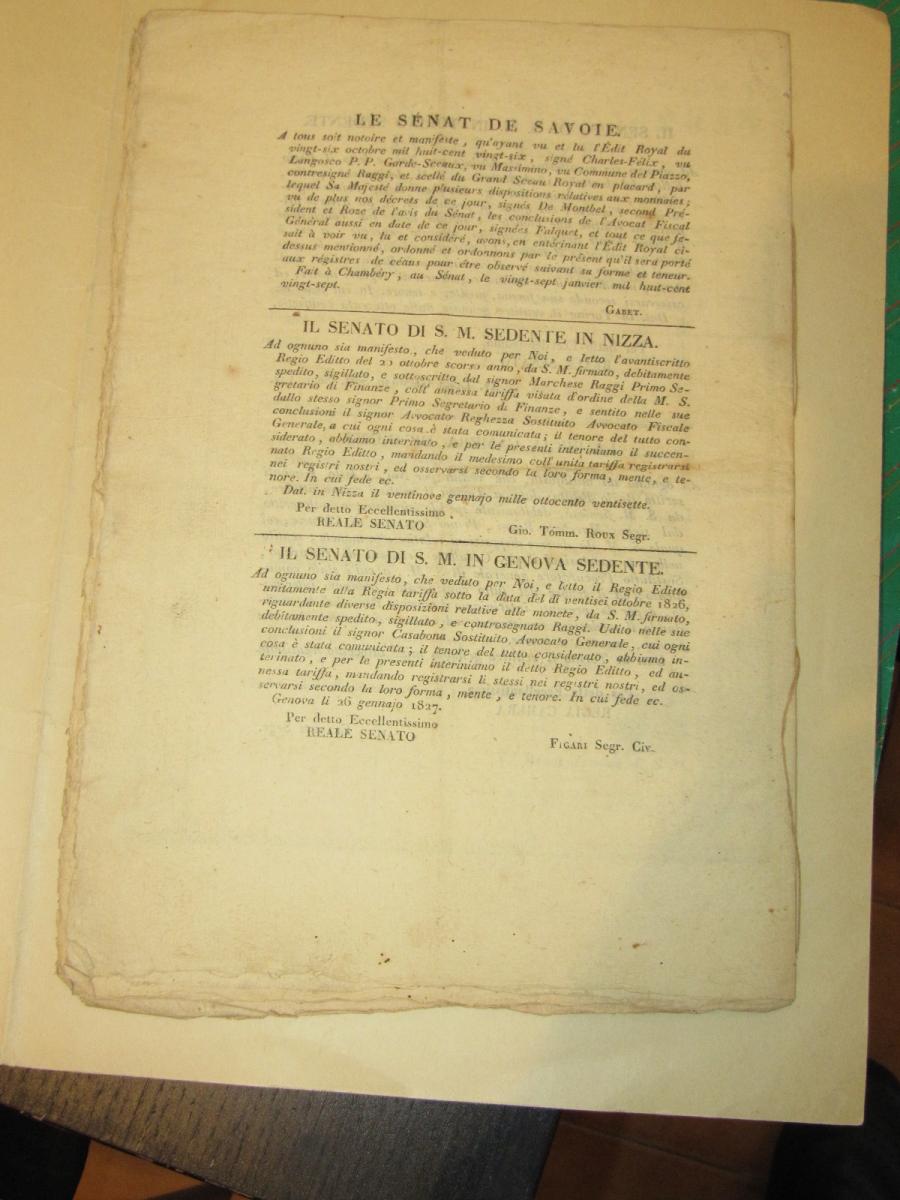 LE SÉNAT DE SAVOIE.
A tous soit notoire et manifeste, qu'ayant vu et lu l'Édit Royal du
vingt-six octobre mil huit-cent vingt-six, signé Charles-Félix, vu
Langosco P. P. Garde-Sceaux, vu Massimino, vu Commune del Piazzo,
contresigné Raggi, et scellé du Grand Sceau Royal en placard, par
lequel Sa Majesté donne plusieurs dispositions rélatives aux monnaies;
vu de plus nos décrets de ce jour, signés De Montbel, second Pré-
sident et Roze de l'avis du Sénat, les conclusions de l'Avocat Fiscal
Général aussi en date de ce jour, signées Falquet, et tout ce que fe-
sait à voir vu, lu et considéré, avons, en entérinant l'Édit Royal ci-
dessus mentionné, ordonné et ordonnons par le présent qu'il sera porté
aux régistres de céans pour être observé suivant sa forme et teneur.
Fait à Chambéry, au Sénat, le vingt-sept janvier mil huit-cent
vingt-sept.
GABET.
IL SENATO DI S. M. SEDENTE IN NIZZA.
Ad ognuno sia manifesto, che veduto per Noi, e letto l'avantiscritto
Regio Editto del ottobre scorso anno, da S. M. firmato, debitamente
spedito, sigillato, e sottoscritto dal signor Marchese Raggi Primo Se-
gretario di Finanze, coll'annessa tariffa visata d'ordine della M. S.
dallo stesso signor Primo Segretario di Finanze, e sentito nelle sue
conclusioni il signor Avvocato Reghezza Sostituito Avvocato Fiscale
Generale, a cui ogni cosa è stata comunicata; il tenore del tutto con-
siderato, abbiamo interinato, e per le presenti interiniamo il succen-
nato Regio Editto, mandando il medesimo coll'unita tariffa registrarsi
nei registri nostri, ed osservarsi secondo la loro forma, mente, e te-
nore. In cui fede ec.
Dat. in Nizza il ventinove gennajo mille ottocento ventisette.
Per detto Eccellentissimo
REALE SENATO
Gio. Tomm. Roux Segr.
IL SENATO DI S. M. IN GENOVA SEDENTE.
Ad ognuno sia manifesto, che veduto per Noi, e letto il Regio Editto
unitamente alla Regia tariffa sotto la data del dì ventisei ottobre 1826,
riguardante diverse disposizioni relative alle monete, da S. M. firmato,
debitamente spedito, sigillato, e controsegnato Raggi. Udito nelle sue
conclusioni il signor Casabona Sostituito Avvocato Generale, cui ogni
cosa è stata comunicata; il tenore del tutto considerato, abbiamo in-
terinato, e per le presenti interiniamo il detto Regio Editto, ed an-
nessa tariffa, mandando registrarsi li stessi nei registri nostri, ed os-
servarsi secondo la loro forma, mente, e tenore. In cui fede ec.
Genova li 26 gennajo 1827.
Per detto Eccellentissimo
REALE SENATO
FIGARI Segr. Civ.